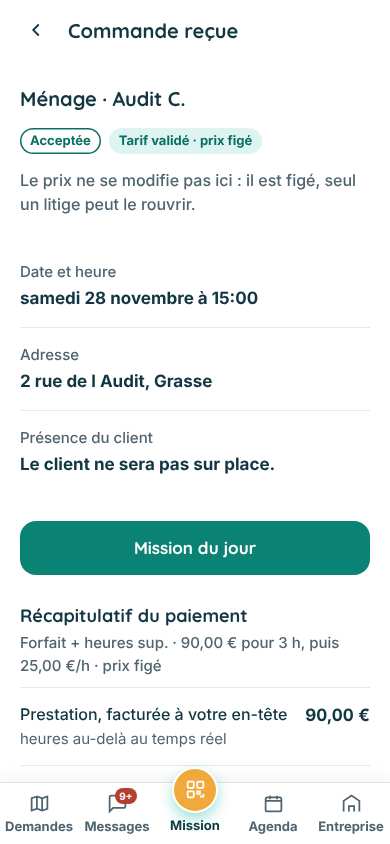 Commande reçue
Ménage · Audit C.
Acceptée
Tarif validé · prix figé
Le prix ne se modifie pas ici : il est figé, seul
un litige peut le rouvrir.
Date et heure
samedi 28 novembre à 15:00
Adresse
2 rue de l Audit, Grasse
Présence du client
Le client ne sera pas sur place.
Mission du jour
Récapitulatif du paiement
Forfait + heures sup. · 90,00 € pour 3 h, puis
25,00 €/h · prix figé
Prestation, facturée à votre en-tête 90,00 €
heures au-delà au temps réel
9+
Demandes Messages Mission Agenda Entreprise